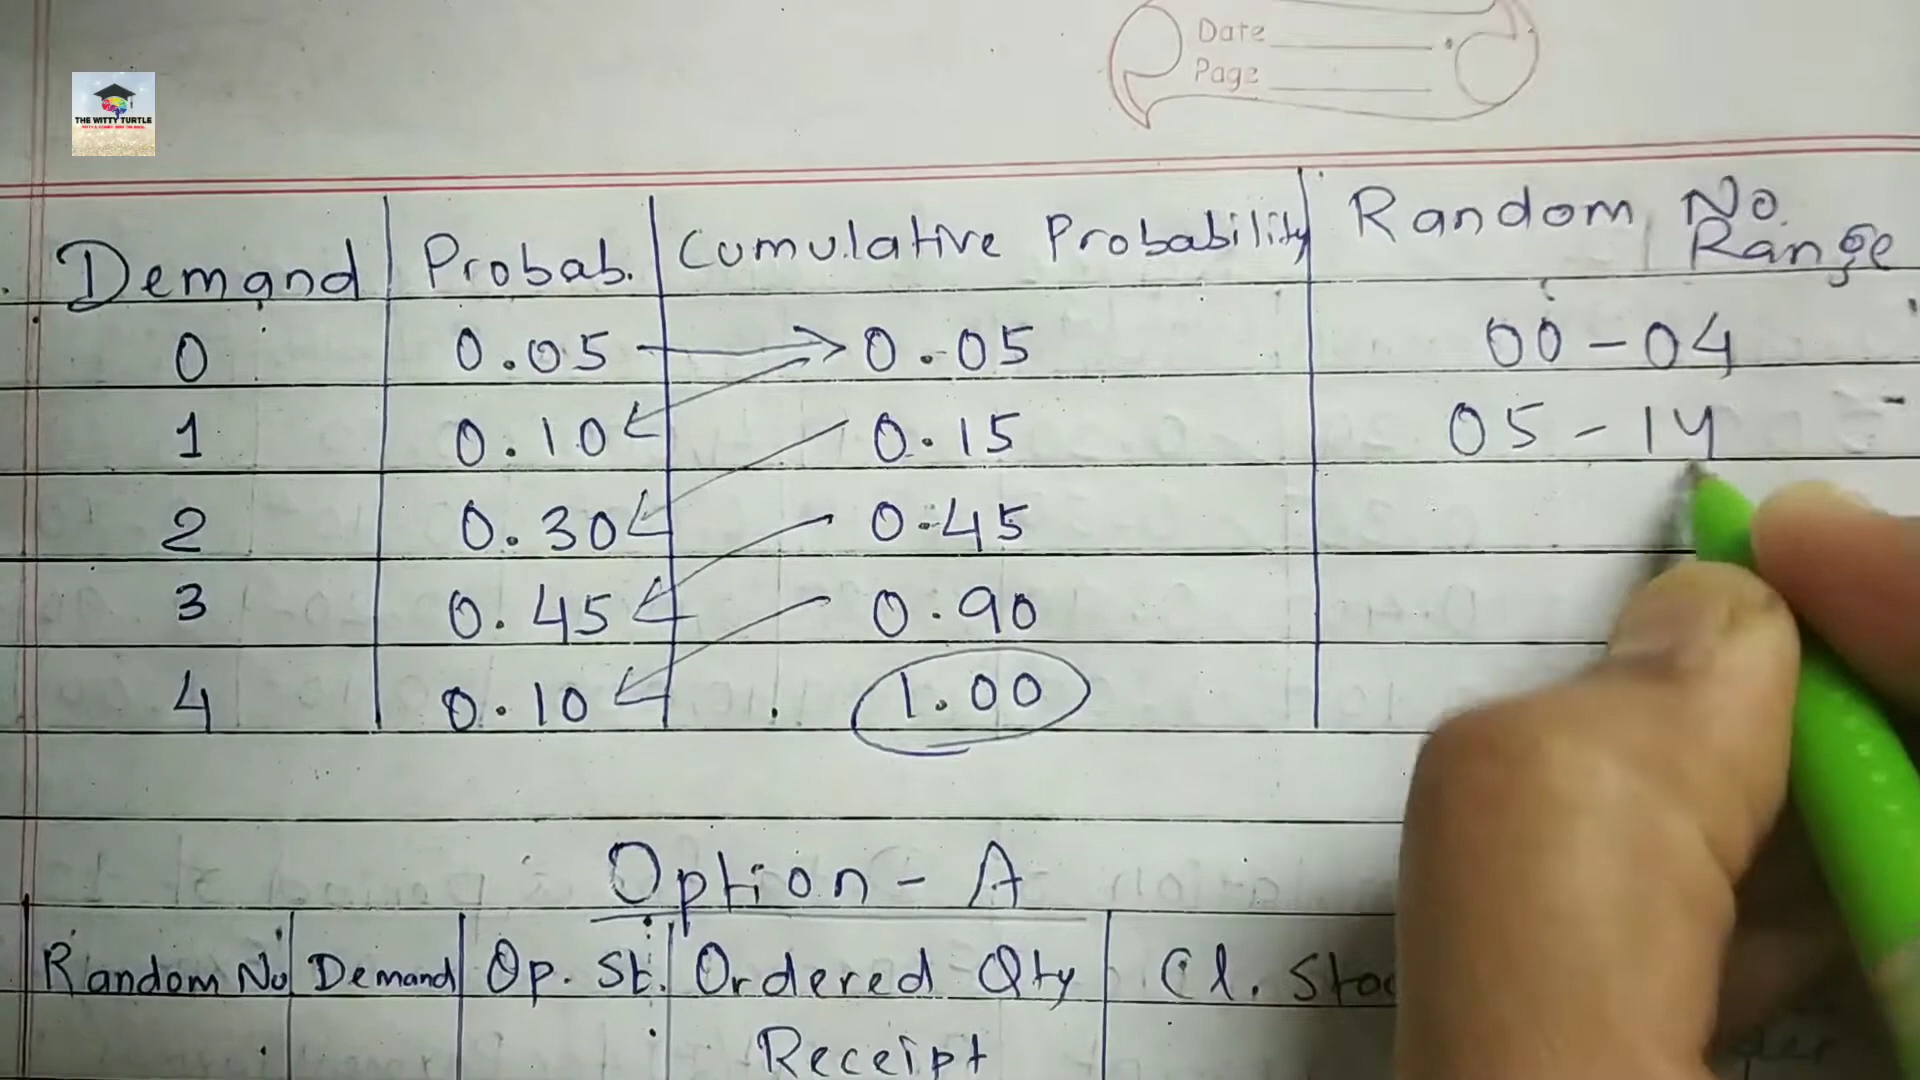 Date
Page
THE WITTY TURTLE
Demand Probab. Cumulative Probability Random No. Range
0 0.05 0.05 00-04
1 0.10 0.15 05-14
2 0.30 0.45
3 0.45 0.90
4 0.10 1.00
Option - A
Random No Demand Op. St. Ordered Qty Cl.
Receipt